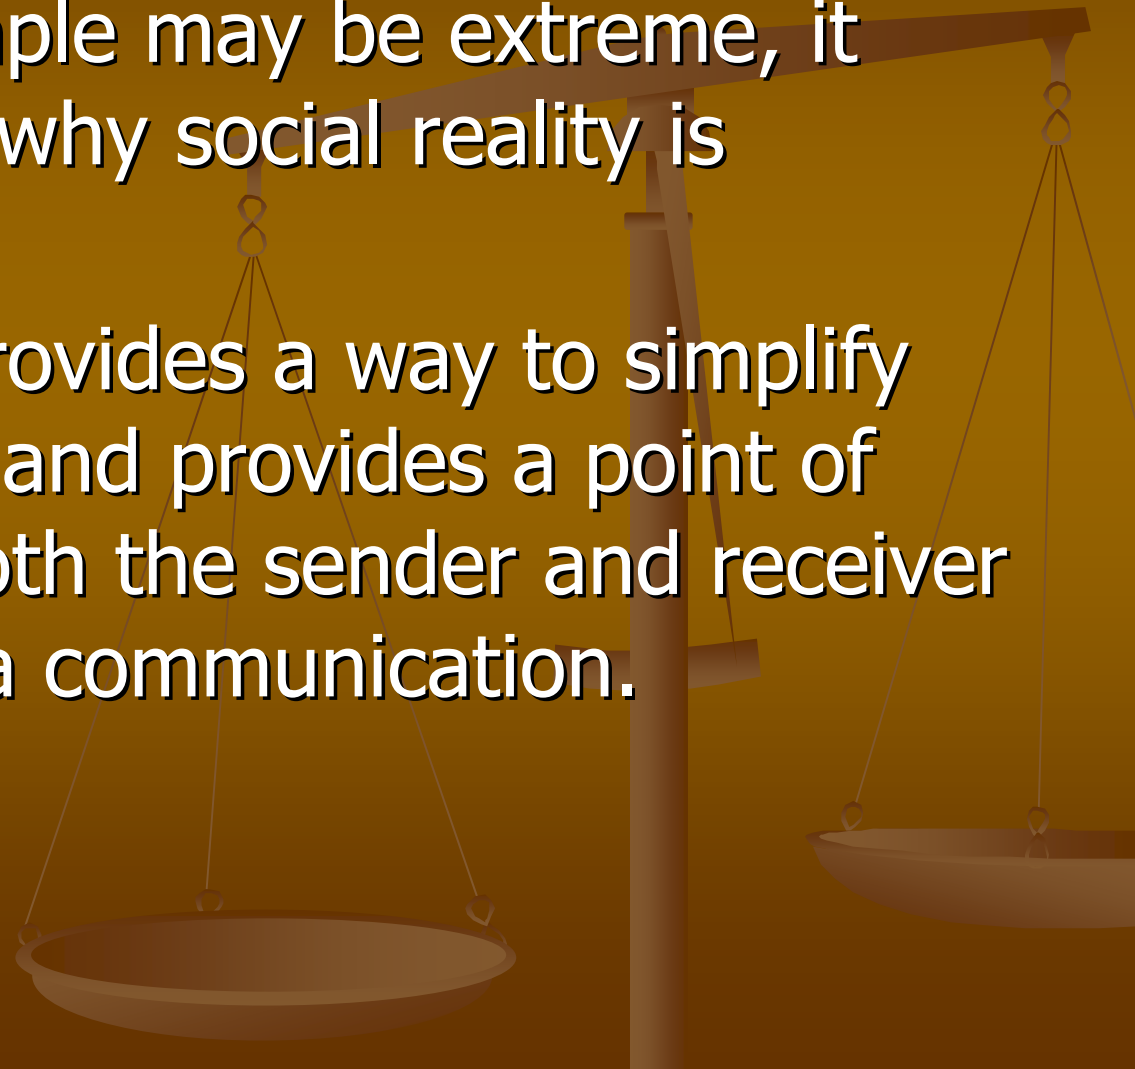 ple may be extreme, it
why social reality is
rovides a way to simplify
and provides a point of
oth the sender and receiver
a communication.